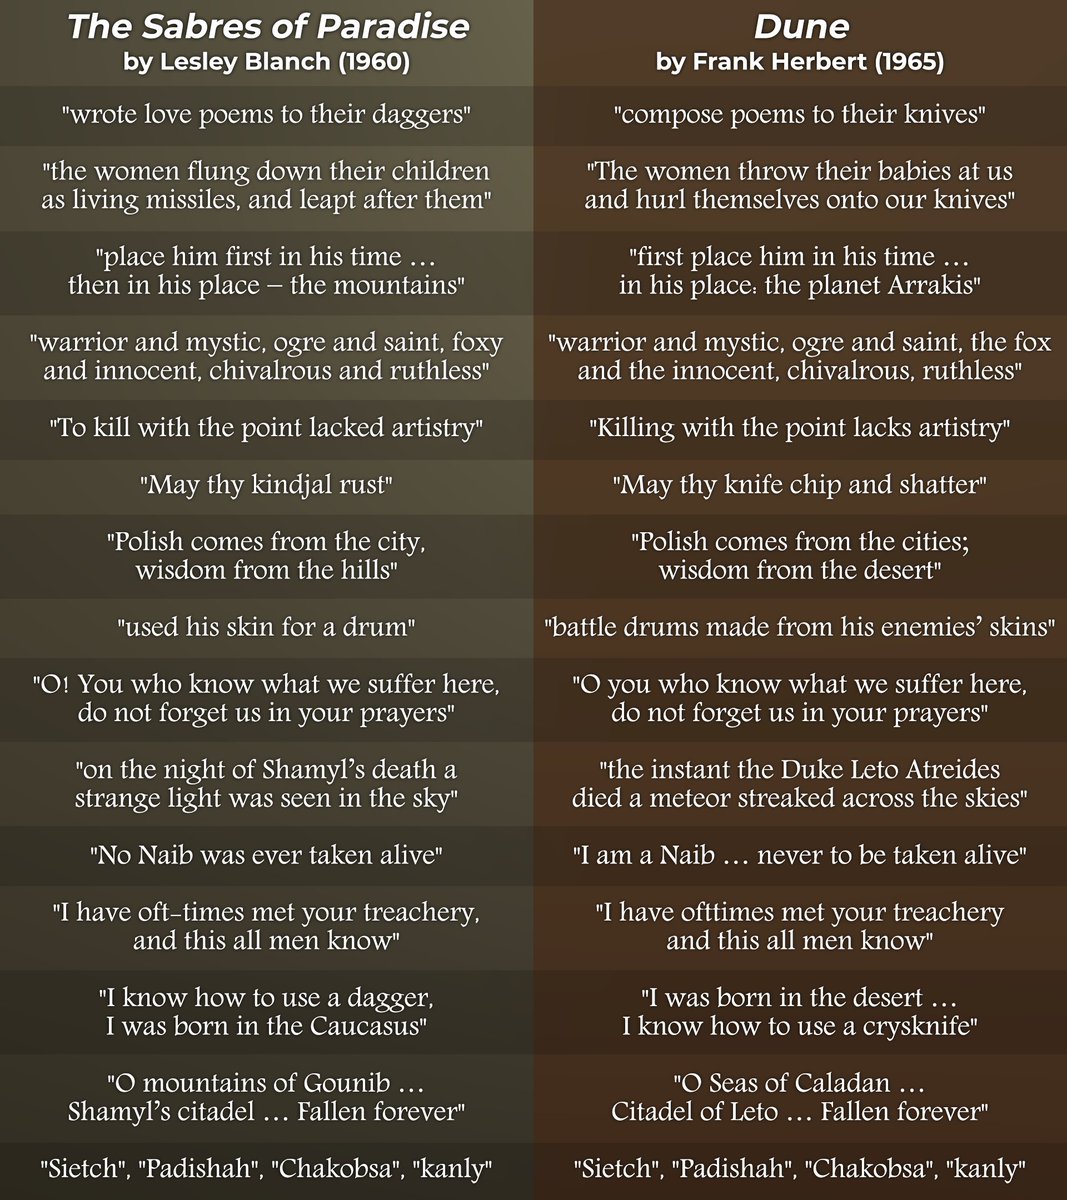 The Sabres of Paradise
by Lesley Blanch (1960)
Dune
by Frank Herbert (1965)
"wrote love poems to their daggers"
"compose poems to their knives"
"the women flung down their children
as living missiles, and leapt after them"
"The women throw their babies at us
and hurl themselves onto our knives"
"place him first in his time …
then in his place – the mountains"
"first place him in his time …
in his place: the planet Arrakis"
"warrior and mystic, ogre and saint, foxy
and innocent, chivalrous and ruthless"
"warrior and mystic, ogre and saint, the fox
and the innocent, chivalrous, ruthless"
"To kill with the point lacked artistry"
"Killing with the point lacks artistry"
"May thy kindjal rust"
"May thy knife chip and shatter"
"Polish comes from the city,
wisdom from the hills"
"Polish comes from the cities;
wisdom from the desert"
"used his skin for a drum"
"battle drums made from his enemies’ skins"
"O! You who know what we suffer here,
do not forget us in your prayers"
"O you who know what we suffer here,
do not forget us in your prayers"
"on the night of Shamyl’s death a
strange light was seen in the sky"
"the instant the Duke Leto Atreides
died a meteor streaked across the skies"
"No Naib was ever taken alive"
"I am a Naib … never to be taken alive"
"I have oft-times met your treachery,
and this all men know"
"I have ofttimes met your treachery
and this all men know"
"I know how to use a dagger,
I was born in the Caucasus"
"I was born in the desert …
I know how to use a crysknife"
"O mountains of Gounib …
Shamyl’s citadel … Fallen forever"
"O Seas of Caladan …
Citadel of Leto … Fallen forever"
"Sietch", "Padishah", "Chakobsa", "kanly"
"Sietch", "Padishah", "Chakobsa", "kanly"